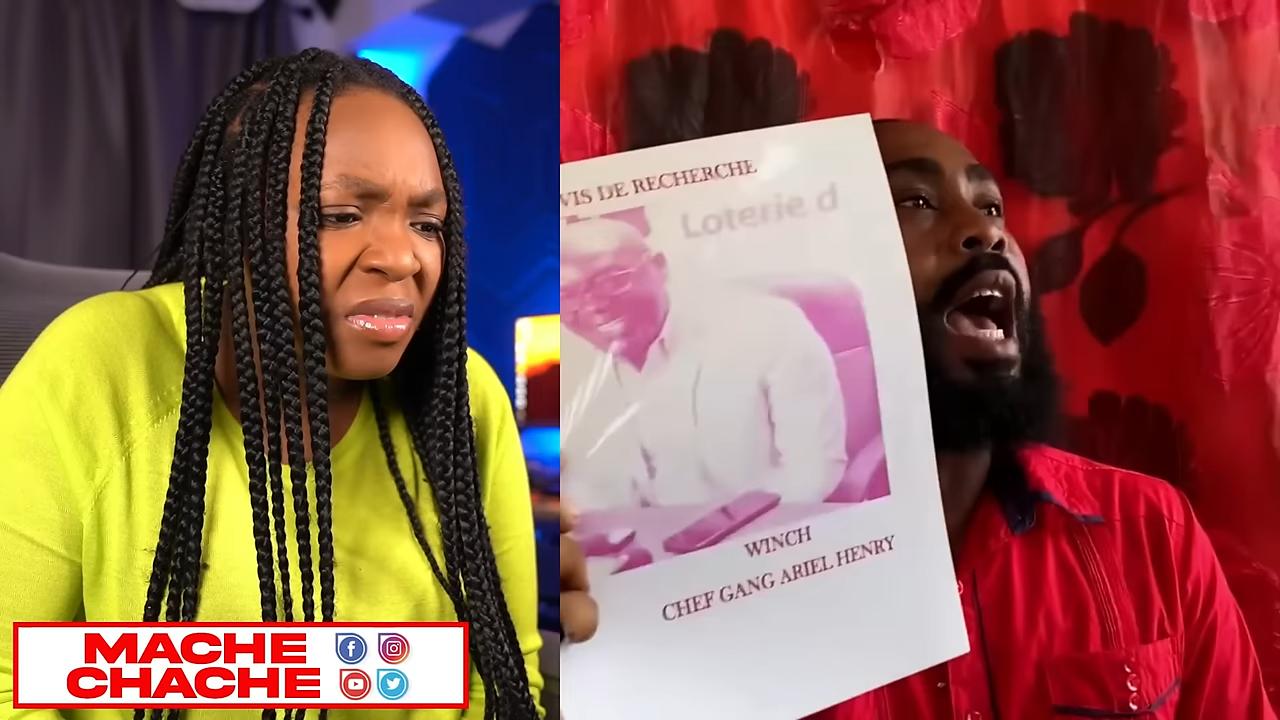 MACHE
CHACHE
VIS DE RECHERCHE
Loterie d
WINCH
CHEF GANG ARIEL HENRY